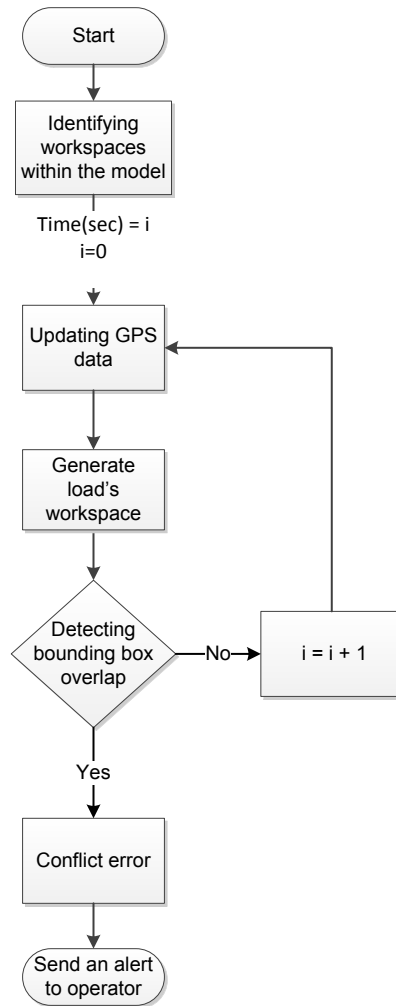 Start
Identifying
workspaces
within the model
Time(sec) = i
i=0
Updating GPS
data
Generate
load’s
workspace
Detecting
bounding box
overlap
No
i = i + 1
Yes
Conflict error
Send an alert
to operator